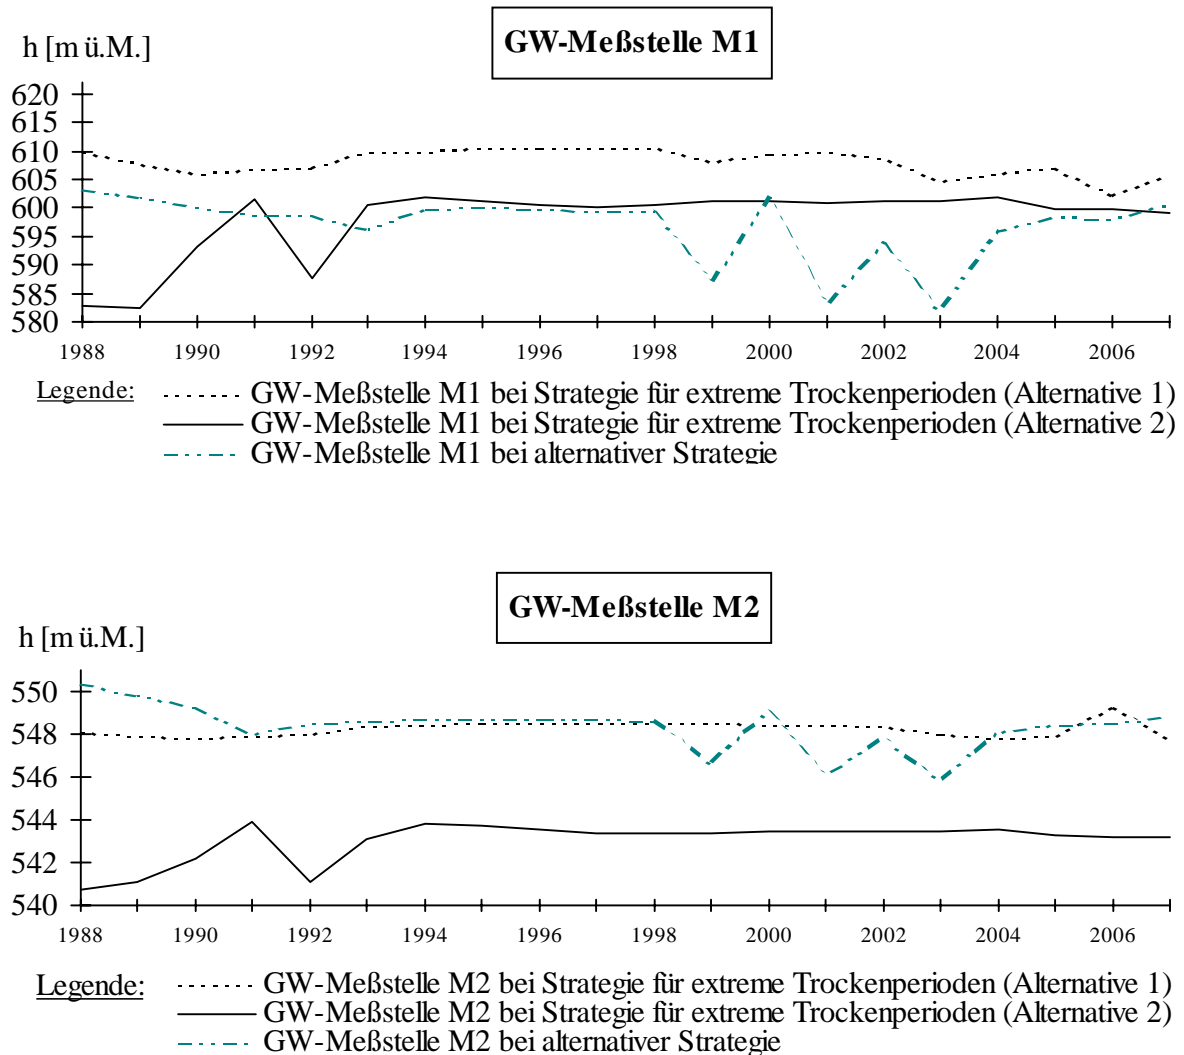 GW-Meßstelle M1
h [m ü.M.]
620
615
610
605
600
595
590
585
580
1988 1990 1992 1994 1996 1998 2000 2002 2004 2006
Legende: GW-Meßstelle M1 bei Strategie für extreme Trockenperioden (Alternative 1)
GW-Meßstelle M1 bei Strategie für extreme Trockenperioden (Alternative 2)
GW-Meßstelle M1 bei alternativer Strategie
GW-Meßstelle M2
h [m ü.M.]
550
548
546
544
542
540
1988 1990 1992 1994 1996 1998 2000 2002 2004 2006
Legende: GW-Meßstelle M2 bei Strategie für extreme Trockenperioden (Alternative 1)
GW-Meßstelle M2 bei Strategie für extreme Trockenperioden (Alternative 2)
GW-Meßstelle M2 bei alternativer Strategie